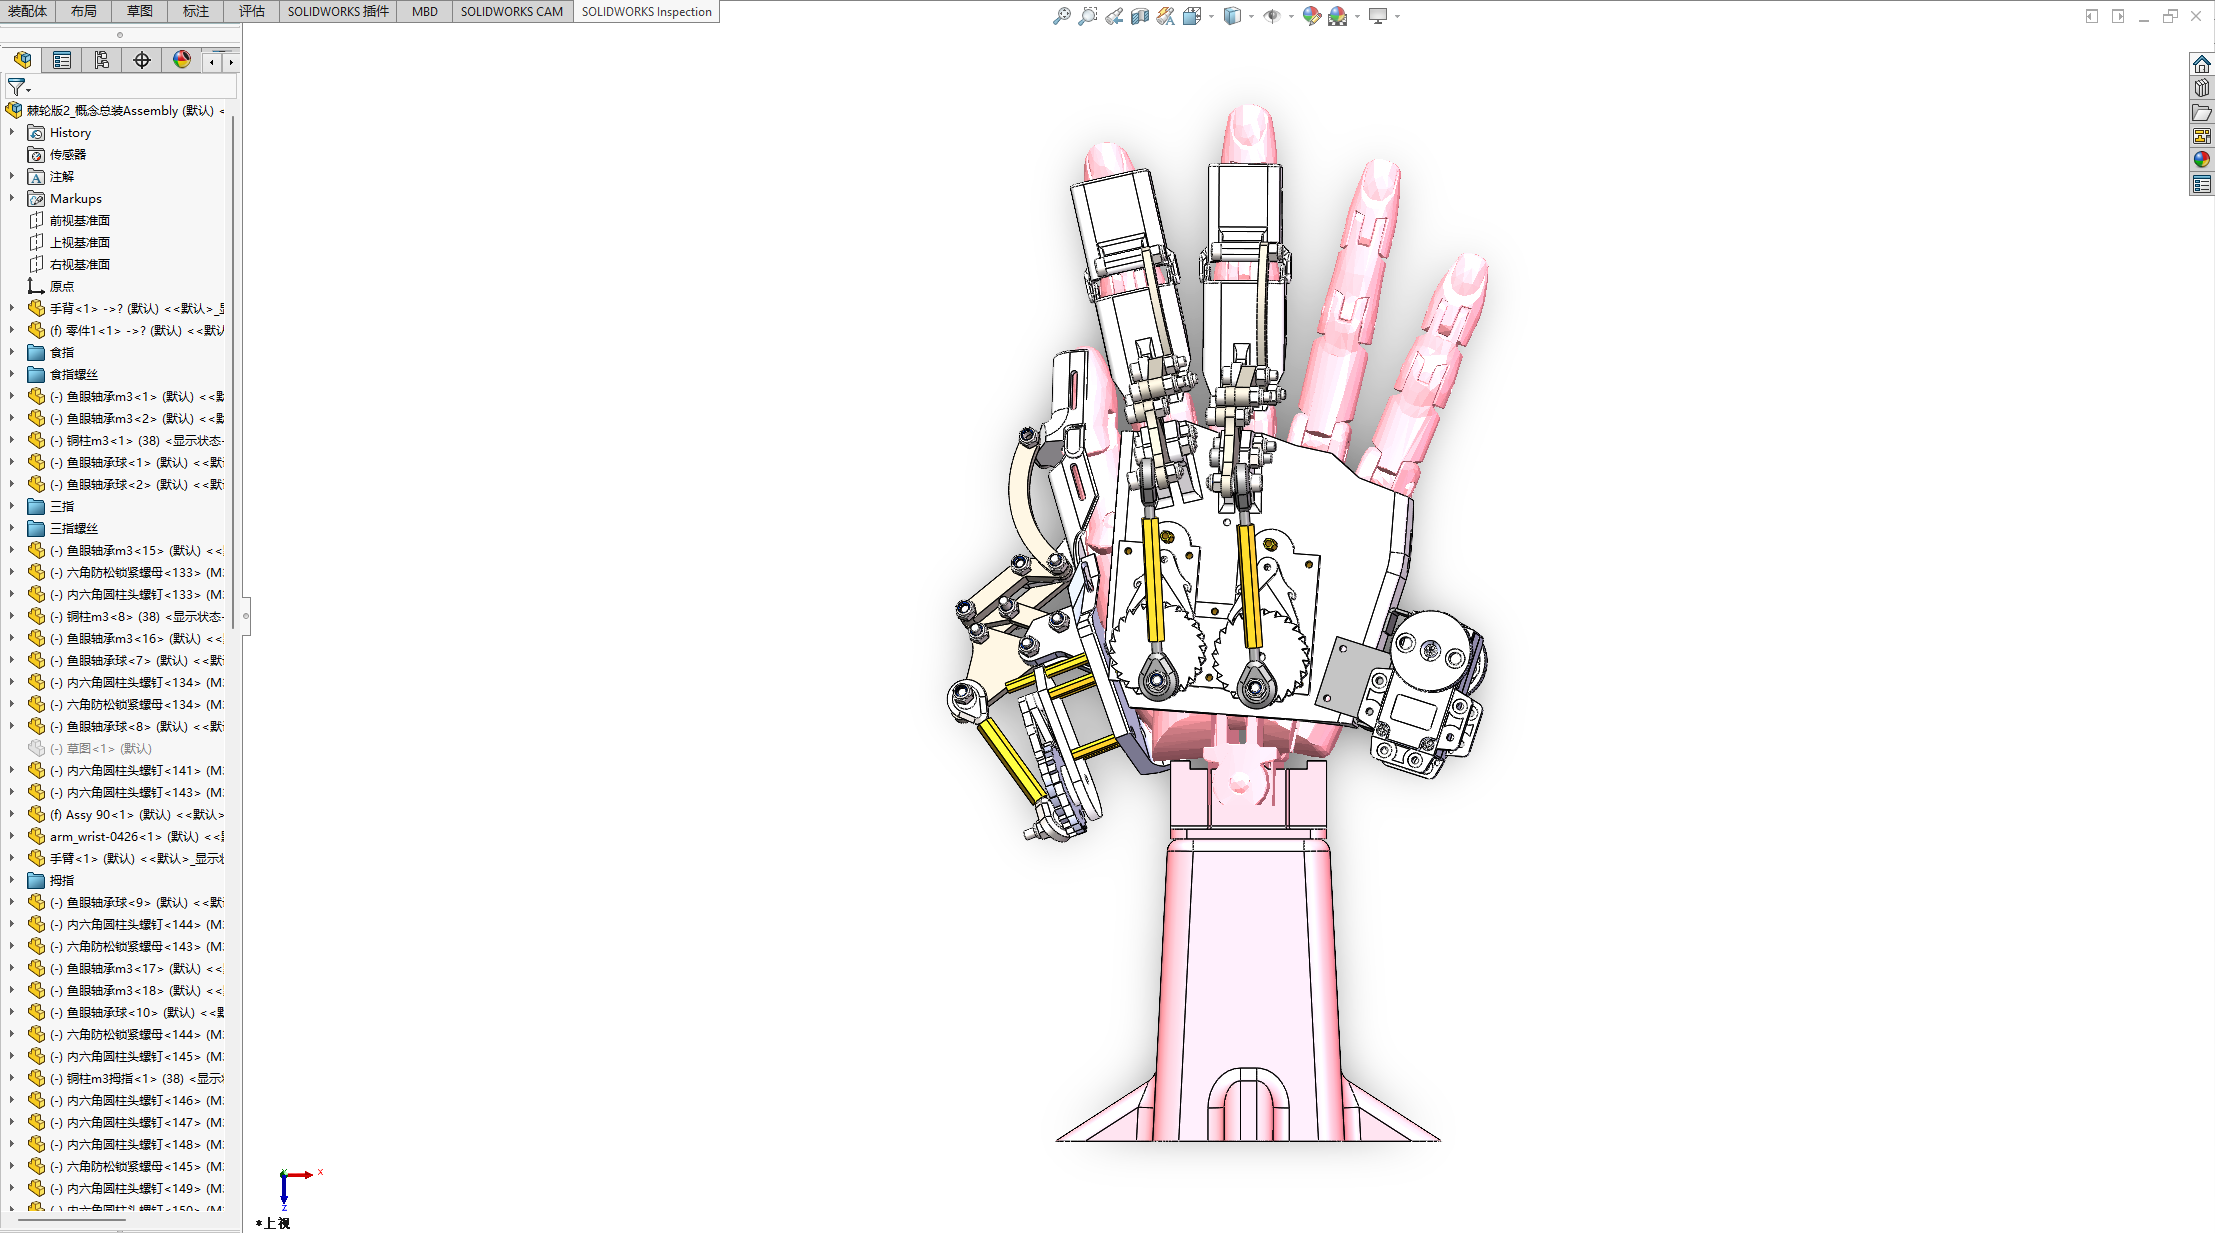 装配体 布局 草图 标注 评估 SOLIDWORKS 插件 MBD SOLIDWORKS CAM SOLIDWORKS Inspection
棘轮版2_概念总装Assembly (默认) <
History
传感器
注解
Markups
前视基准面
上视基准面
右视基准面
原点
手背<1> ->? (默认) <<默认>_显
(f) 零件1<1> ->? (默认) <<默认
食指
食指螺丝
(-) 鱼眼轴承m3<1> (默认) <<默
(-) 鱼眼轴承m3<2> (默认) <<默
(-) 铜柱m3<1> (38) <显示状态-
(-) 鱼眼轴承球<1> (默认) <<默
(-) 鱼眼轴承球<2> (默认) <<默
三指
三指螺丝
(-) 鱼眼轴承m3<15> (默认) <<
(-) 六角防松锁紧螺母<133> (M
(-) 内六角圆柱头螺钉<133> (M
(-) 铜柱m3<8> (38) <显示状态-
(-) 鱼眼轴承m3<16> (默认) <<
(-) 鱼眼轴承球<7> (默认) <<默
(-) 内六角圆柱头螺钉<134> (M
(-) 六角防松锁紧螺母<134> (M
(-) 鱼眼轴承球<8> (默认) <<默
(-) 草图<1> (默认)
(-) 内六角圆柱头螺钉<141> (M
(-) 内六角圆柱头螺钉<143> (M
(f) Assy 90<1> (默认) <<默认>
arm_wrist-0426<1> (默认) <<默
手臂<1> (默认) <<默认>_显示状
拇指
(-) 鱼眼轴承球<9> (默认) <<默
(-) 内六角圆柱头螺钉<144> (M
(-) 六角防松锁紧螺母<143> (M
(-) 鱼眼轴承m3<17> (默认) <<
(-) 鱼眼轴承m3<18> (默认) <<
(-) 鱼眼轴承球<10> (默认) <<默
(-) 六角防松锁紧螺母<144> (M
(-) 内六角圆柱头螺钉<145> (M
(-) 铜柱m3拇指<1> (38) <显示
(-) 内六角圆柱头螺钉<146> (M
(-) 内六角圆柱头螺钉<147> (M
(-) 内六角圆柱头螺钉<148> (M
(-) 六角防松锁紧螺母<145> (M
(-) 内六角圆柱头螺钉<149> (M
(-) 内六角圆柱头螺钉<150> (M
Y X
Z
*上視